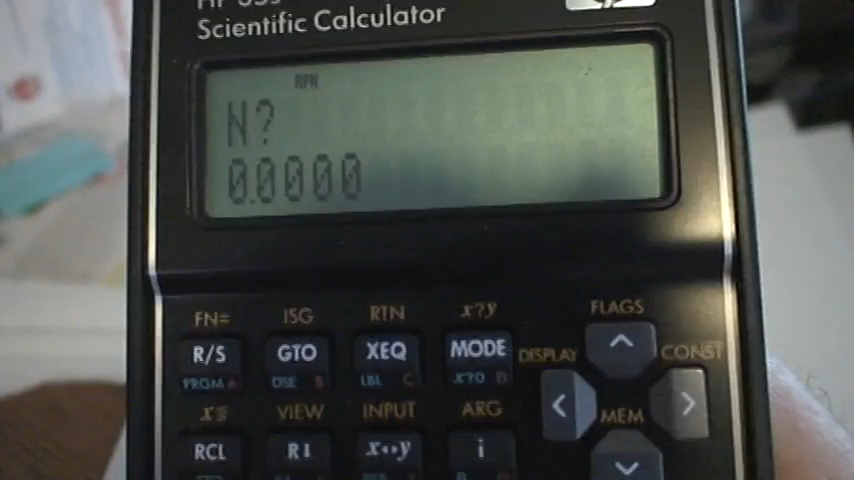 Scientific Calculator
RPN
N?
0.0000
FN= ISG RTN x?y FLAGS
R/S GTO XEQ MODE DISPLAY CONST
PRGM A DSE B LBL C X?0 D
VIEW INPUT ARG MEM
RCL R↓ x↔y i